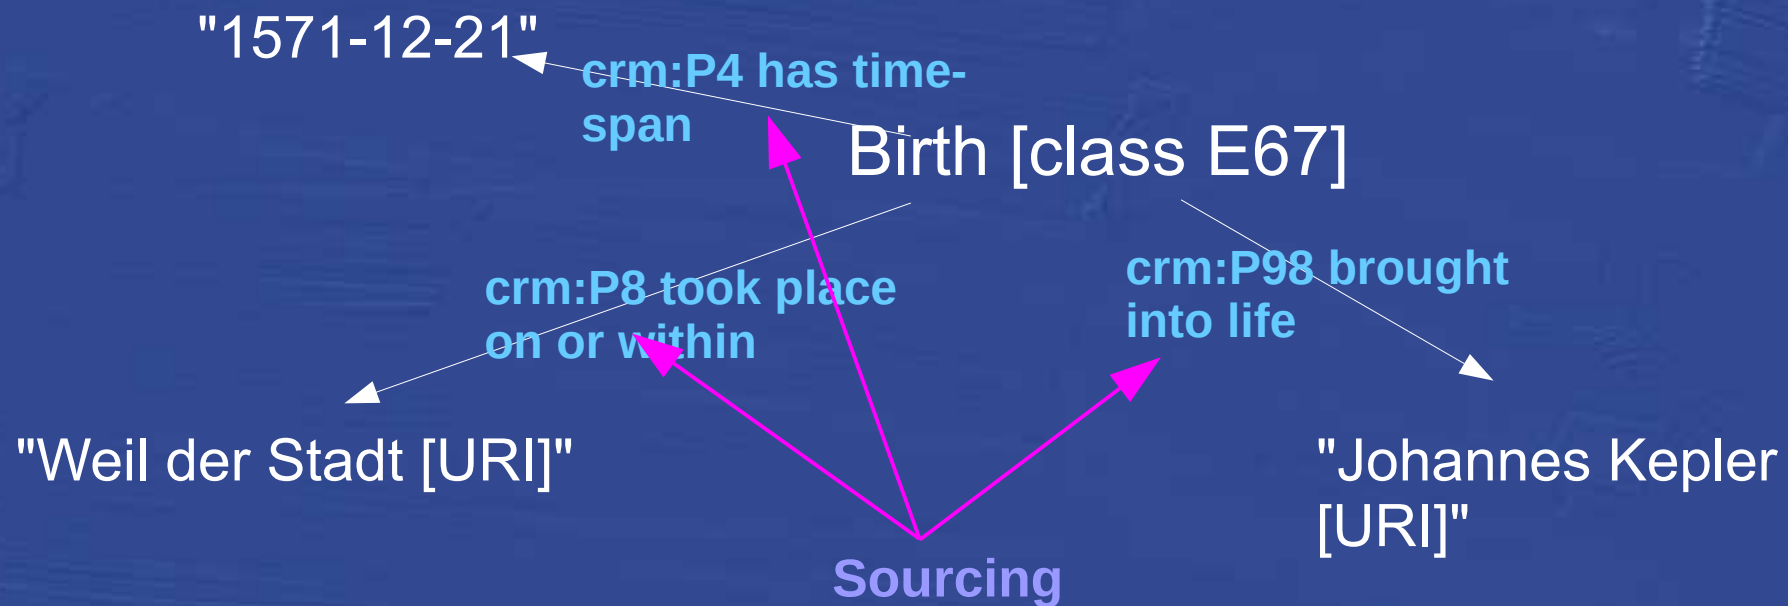 "1571-12-21"
crm:P4 has time-
span
Birth [class E67]
crm:P8 took place
on or within
crm:P98 brought
into life
"Weil der Stadt [URI]"
"Johannes Kepler
[URI]"
Sourcing